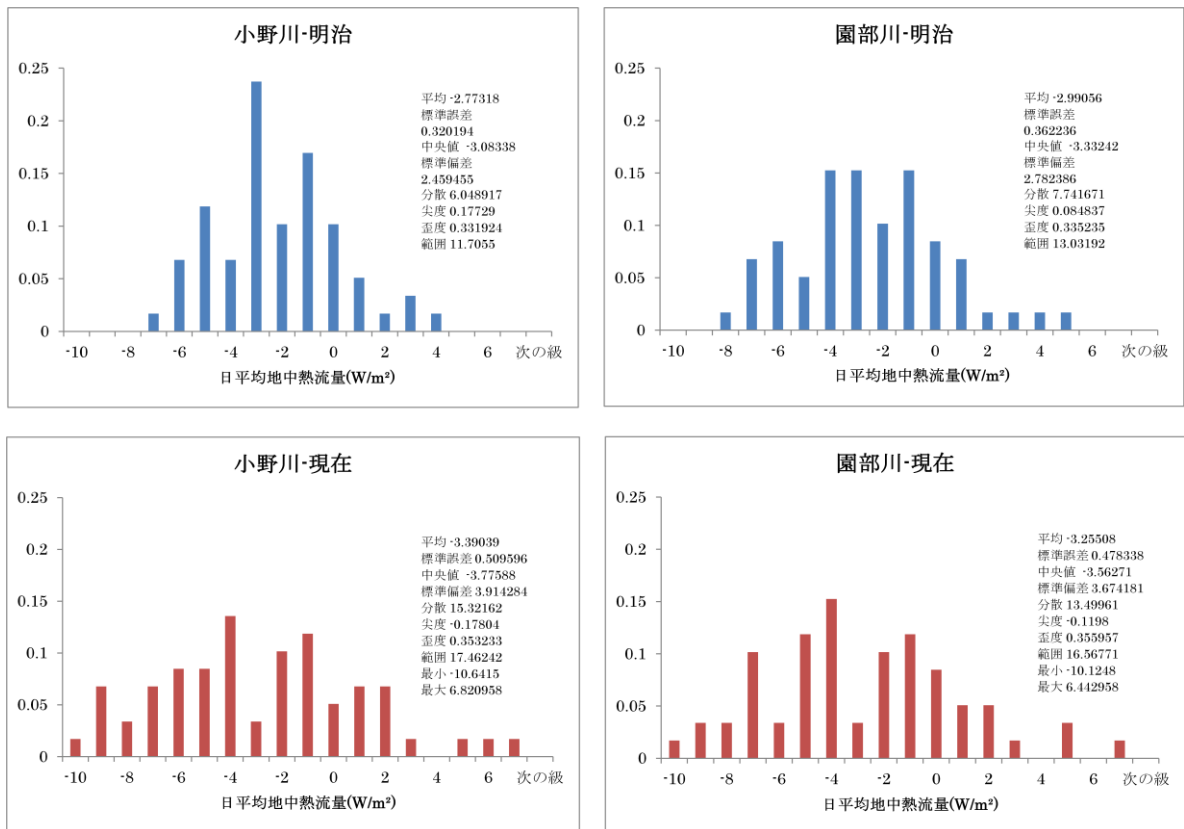 小野川-明治
0.25
0.2
0.15
0.1
0.05
0
平均 -2.77318
標準誤差
0.320194
中央値 -3.08338
標準偏差
2.459455
分散 6.048917
尖度 0.17729
歪度 0.331924
範囲 11.7055
-10 -8 -6 -4 -2 0 2 4 6 次の級
日平均地中熱流量(W/m²)
園部川-明治
0.25
0.2
0.15
0.1
0.05
0
平均 -2.99056
標準誤差
0.362236
中央値 -3.33242
標準偏差
2.782386
分散 7.741671
尖度 0.084837
歪度 0.335235
範囲 13.03192
-10 -8 -6 -4 -2 0 2 4 6 次の級
日平均地中熱流量(W/m²)
小野川-現在
0.25
0.2
0.15
0.1
0.05
0
平均 -3.39039
標準誤差 0.509596
中央値 -3.77588
標準偏差 3.914284
分散 15.32162
尖度 -0.17804
歪度 0.353233
範囲 17.46242
最小 -10.6415
最大 6.820958
-10 -8 -6 -4 -2 0 2 4 6 次の級
日平均地中熱流量(W/m²)
園部川-現在
0.25
0.2
0.15
0.1
0.05
0
平均 -3.25508
標準誤差 0.478338
中央値 -3.56271
標準偏差 3.674181
分散 13.49961
尖度 -0.1198
歪度 0.355957
範囲 16.56771
最小 -10.1248
最大 6.442958
-10 -8 -6 -4 -2 0 2 4 6 次の級
日平均地中熱流量(W/m²)